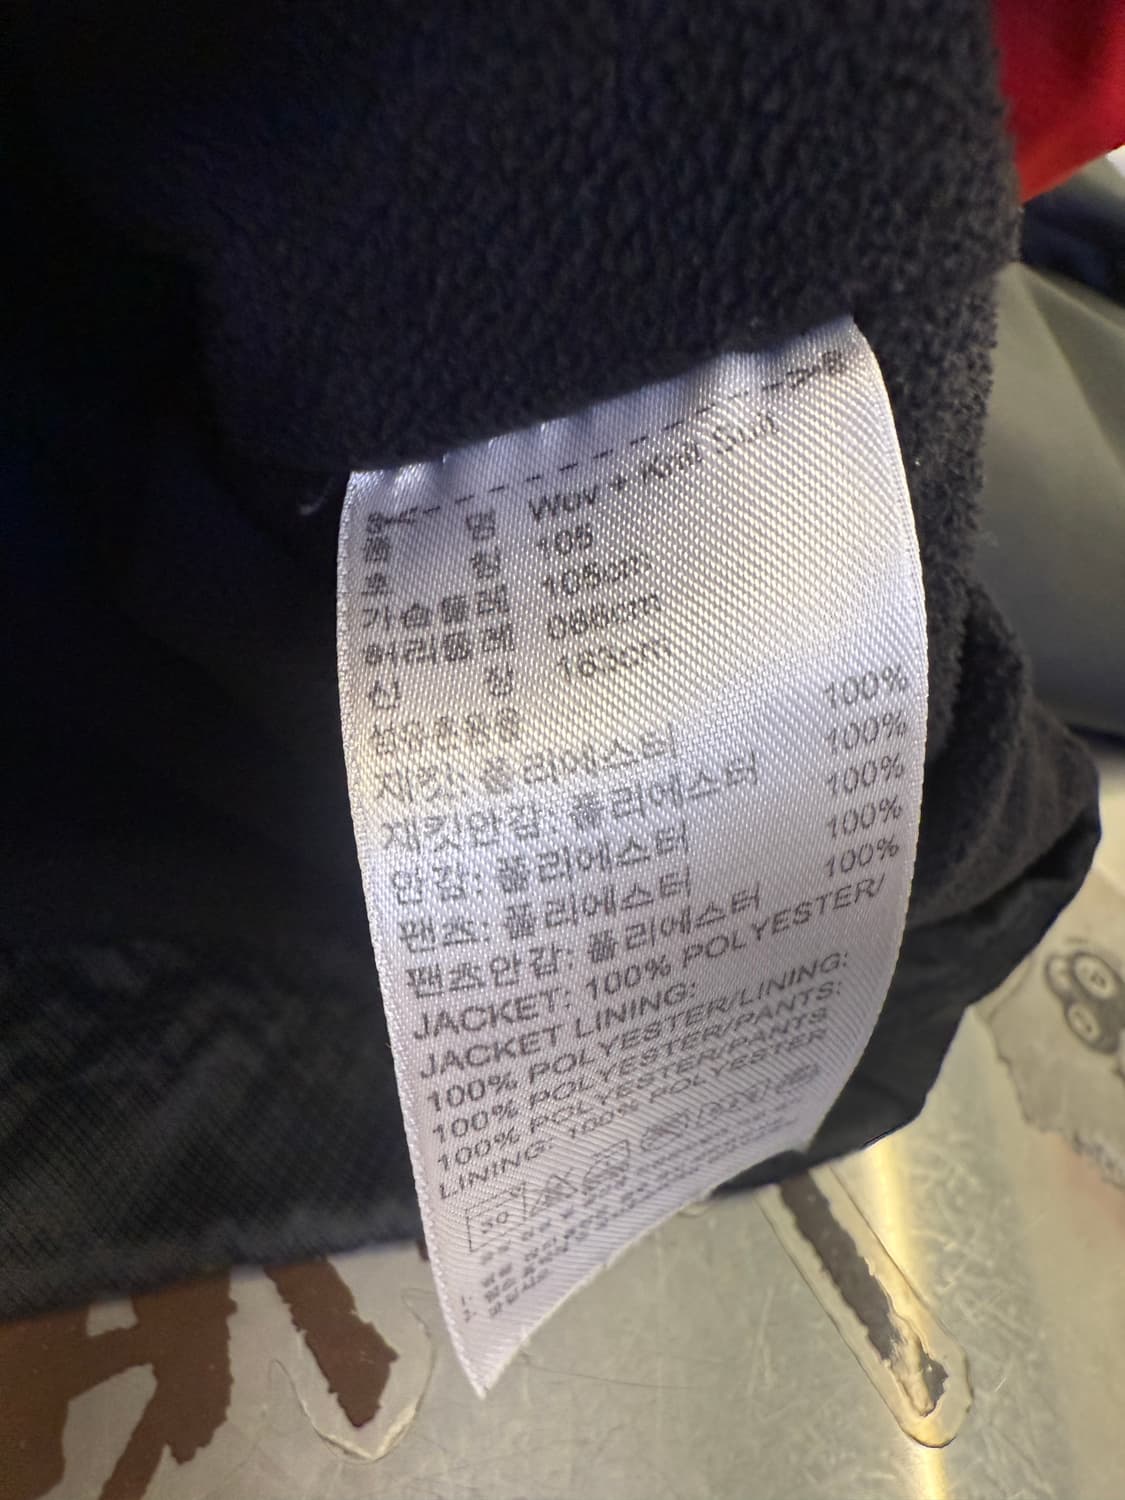 품 명 Wov + Knit Suit
호 칭 105
가슴둘레 105cm
허리둘레 088cm
신 장 183cm
섬유혼용율
재킷: 폴리에스터 100%
재킷안감: 폴리에스터 100%
안감: 폴리에스터 100%
팬츠: 폴리에스터 100%
팬츠안감: 폴리에스터 100%
JACKET: 100% POLYESTER/
JACKET LINING:
100% POLYESTER/LINING:
100% POLYESTER/PANTS:
100% POLYESTER/PANTS
LINING: 100% POLYESTER
30